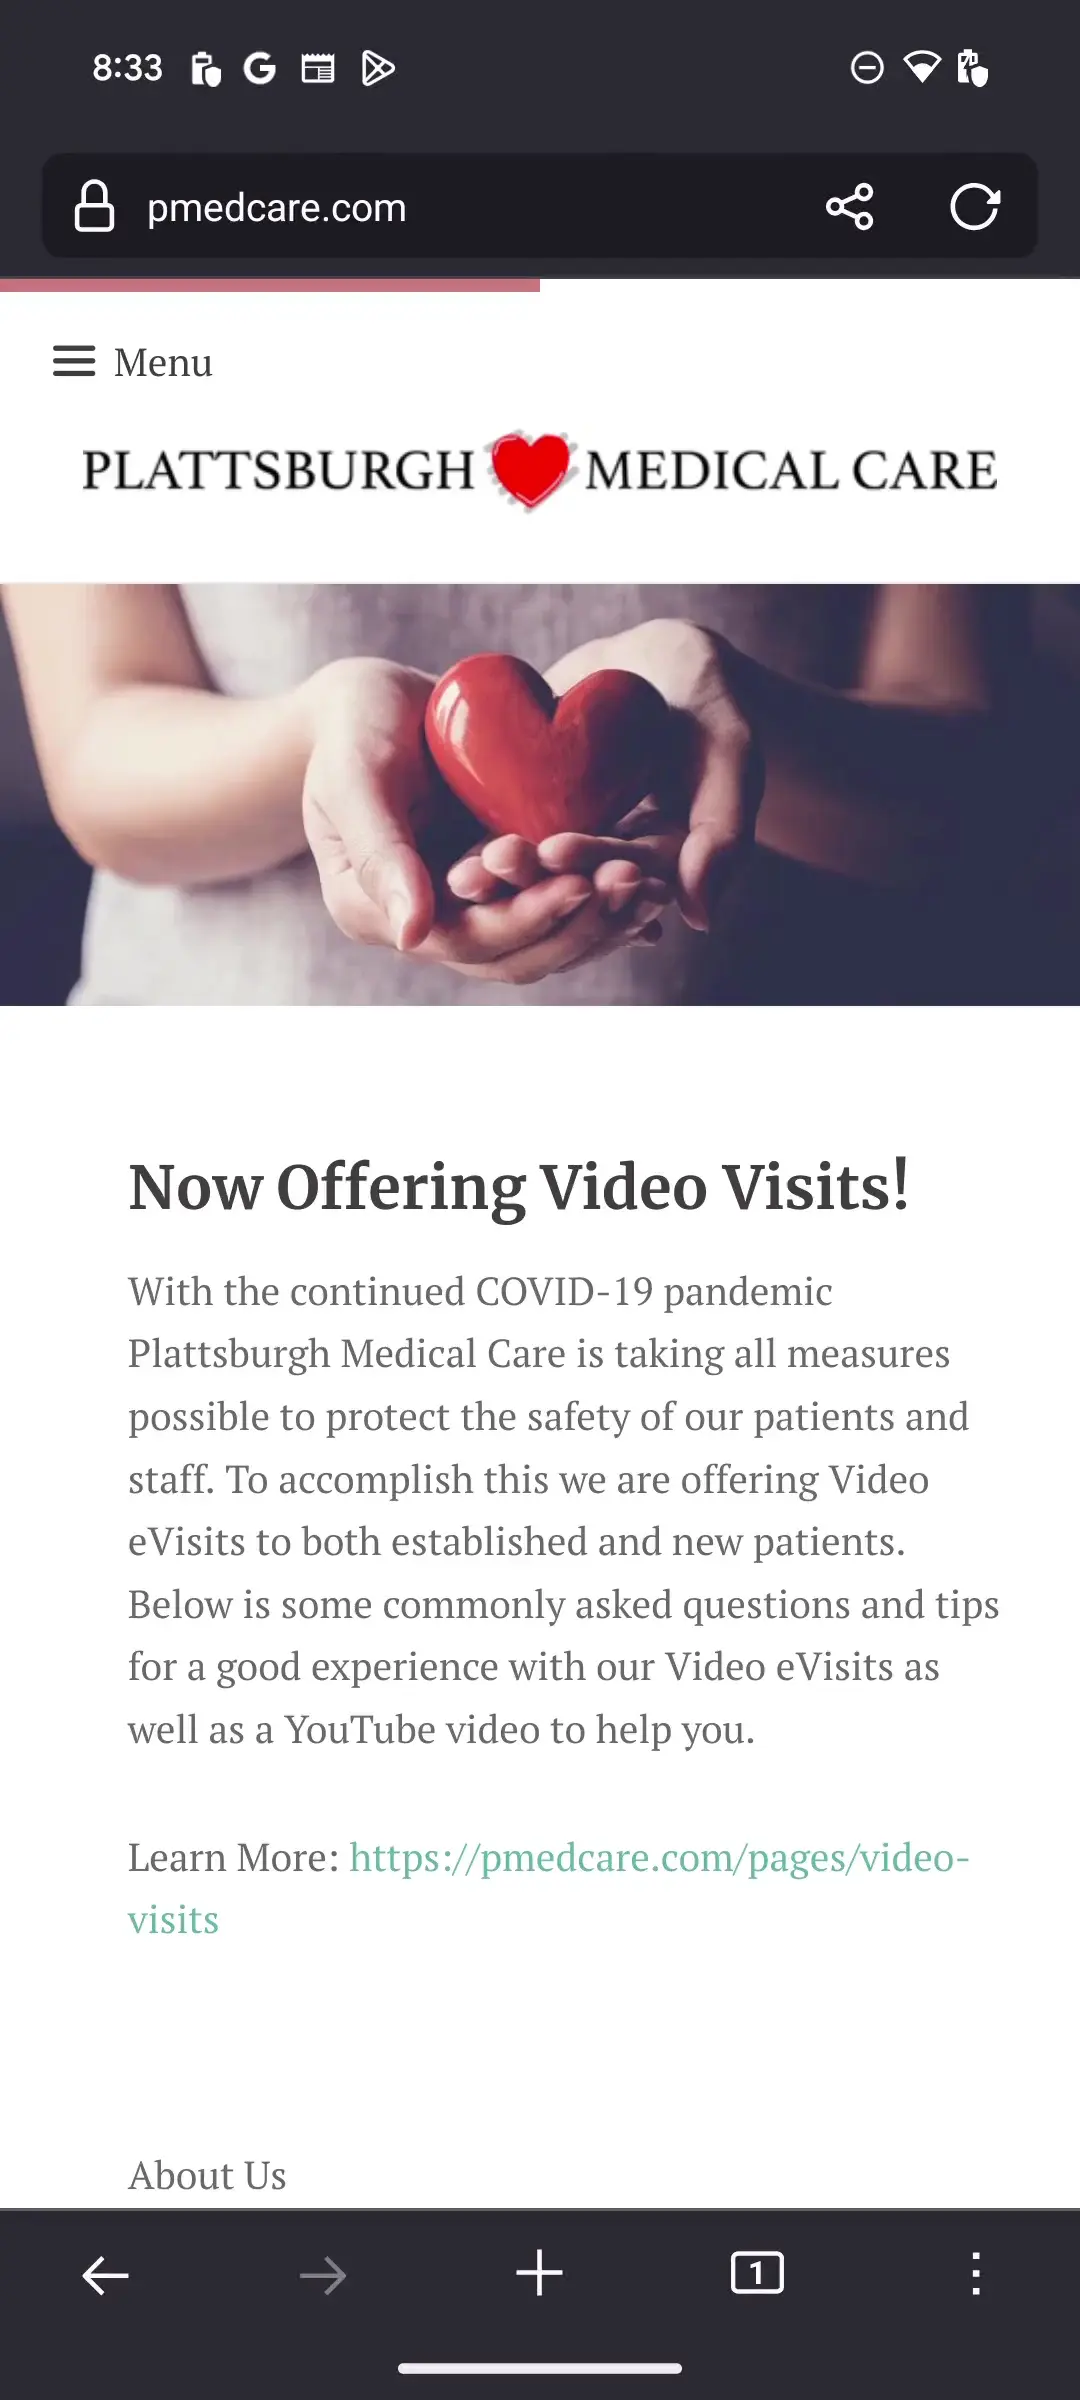 8:33
pmedcare.com
Menu
PLATTSBURGH MEDICAL CARE
Now Offering Video Visits!
With the continued COVID-19 pandemic
Plattsburgh Medical Care is taking all measures
possible to protect the safety of our patients and
staff. To accomplish this we are offering Video
eVisits to both established and new patients.
Below is some commonly asked questions and tips
for a good experience with our Video eVisits as
well as a YouTube video to help you.
Learn More: https://pmedcare.com/pages/video-
visits
About Us
1